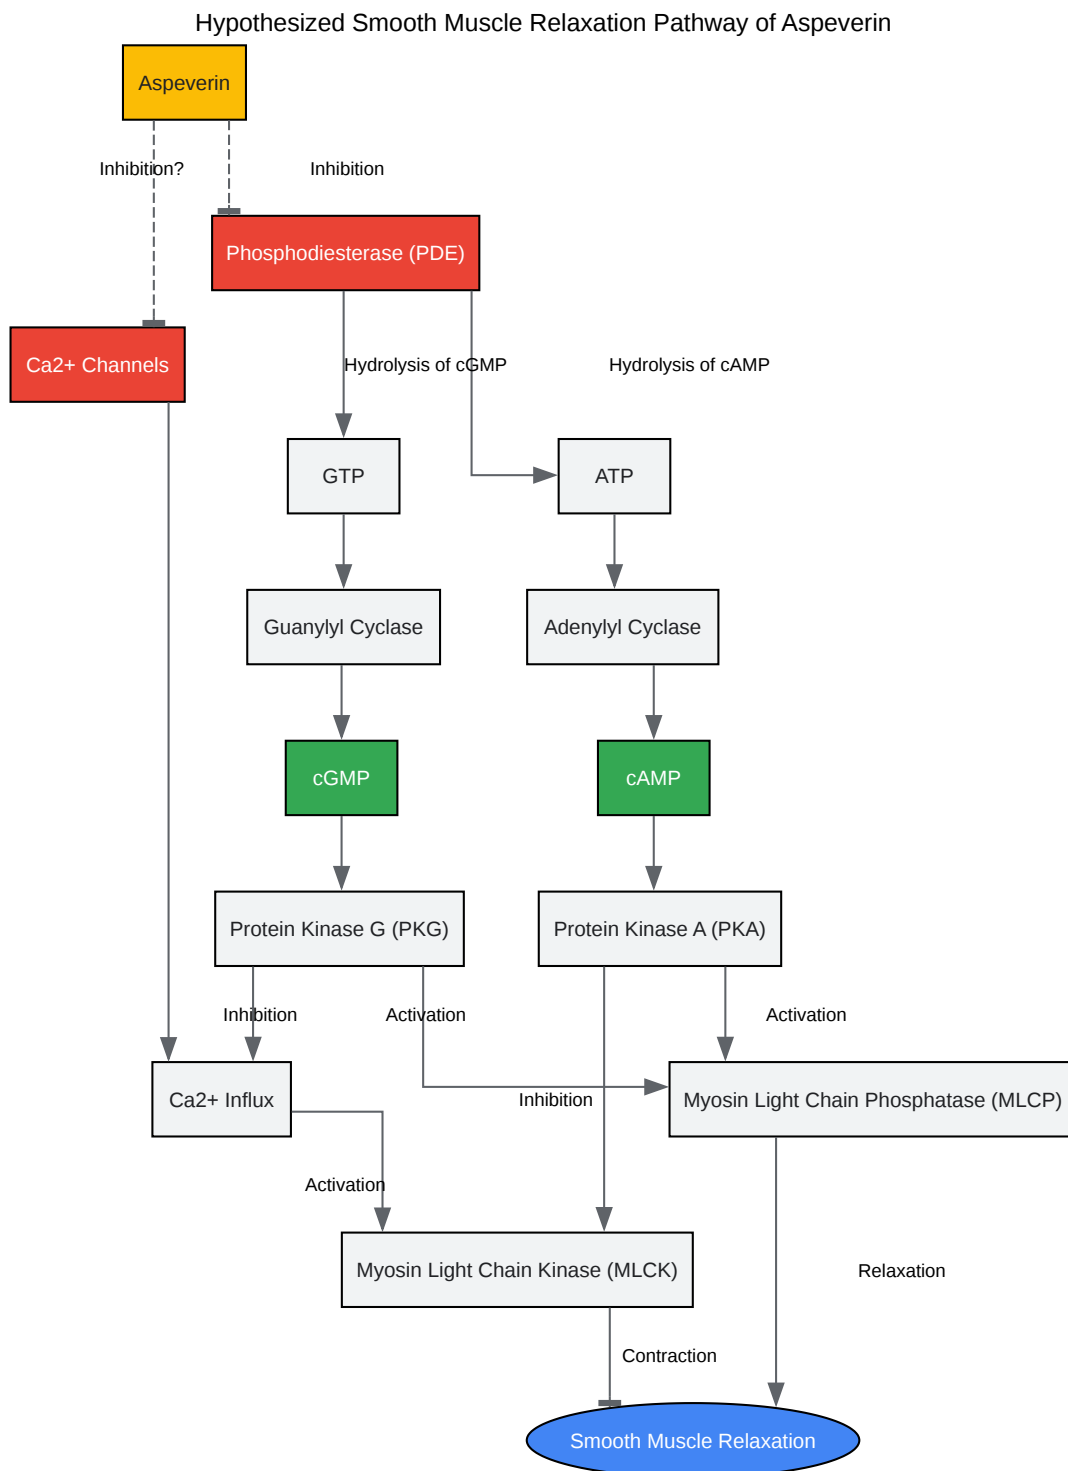 Hypothesized Smooth Muscle Relaxation Pathway of Aspeverin
Aspeverin
Inhibition?
Inhibition
Phosphodiesterase (PDE)
Ca2+ Channels
Hydrolysis of cGMP
Hydrolysis of cAMP
GTP
ATP
Guanylyl Cyclase
Adenylyl Cyclase
cGMP
cAMP
Protein Kinase G (PKG)
Protein Kinase A (PKA)
Inhibition
Activation
Activation
Ca2+ Influx
Inhibition
Myosin Light Chain Phosphatase (MLCP)
Activation
Myosin Light Chain Kinase (MLCK)
Relaxation
Contraction
Smooth Muscle Relaxation